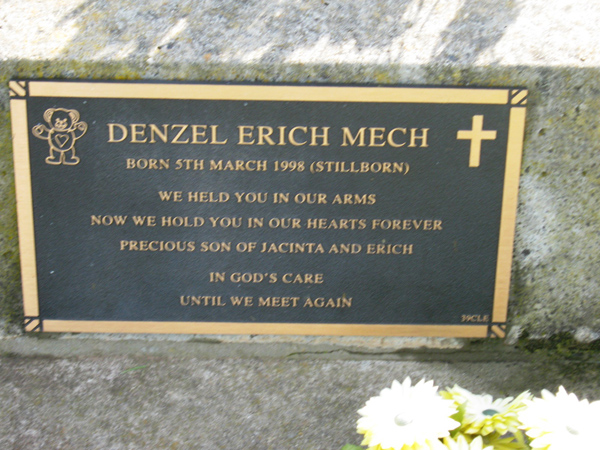 DENZEL ERICH MECH
BORN 5TH MARCH 1998 (STILLBORN)
WE HELD YOU IN OUR ARMS
NOW WE HOLD YOU IN OUR HEARTS FOREVER
PRECIOUS SON OF JACINTA AND ERICH
IN GOD'S CARE
UNTIL WE MEET AGAIN
39CLE